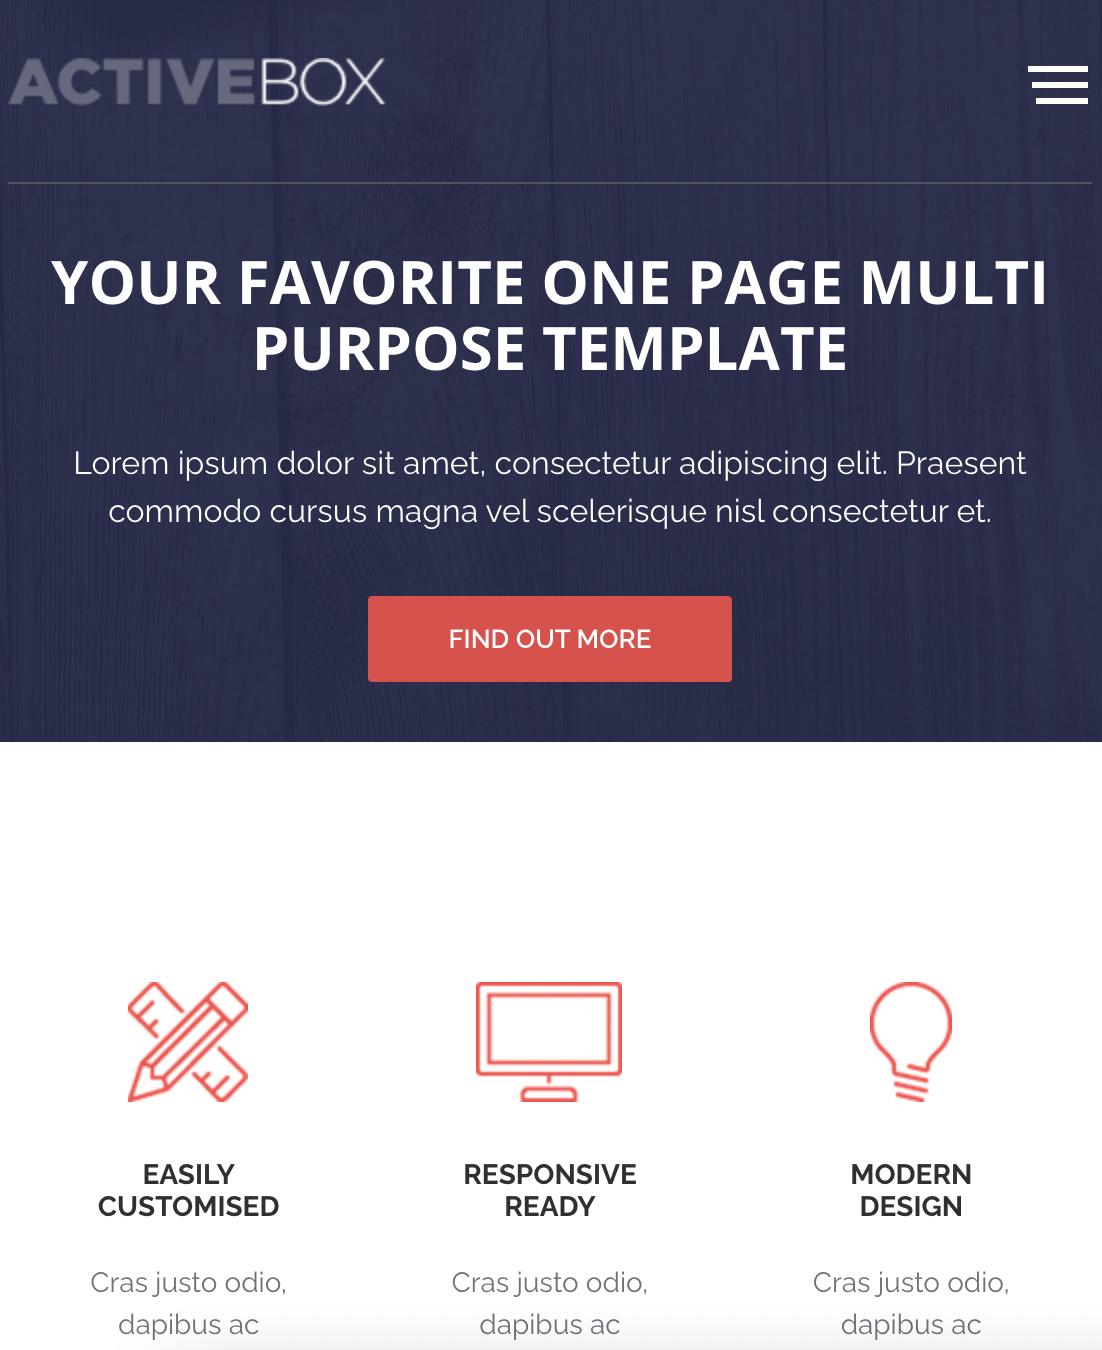 ACTIVEBOX
YOUR FAVORITE ONE PAGE MULTI
PURPOSE TEMPLATE
Lorem ipsum dolor sit amet, consectetur adipiscing elit. Praesent
commodo cursus magna vel scelerisque nisl consectetur et.
FIND OUT MORE
EASILY
CUSTOMISED
Cras justo odio,
dapibus ac
RESPONSIVE
READY
Cras justo odio,
dapibus ac
MODERN
DESIGN
Cras justo odio,
dapibus ac